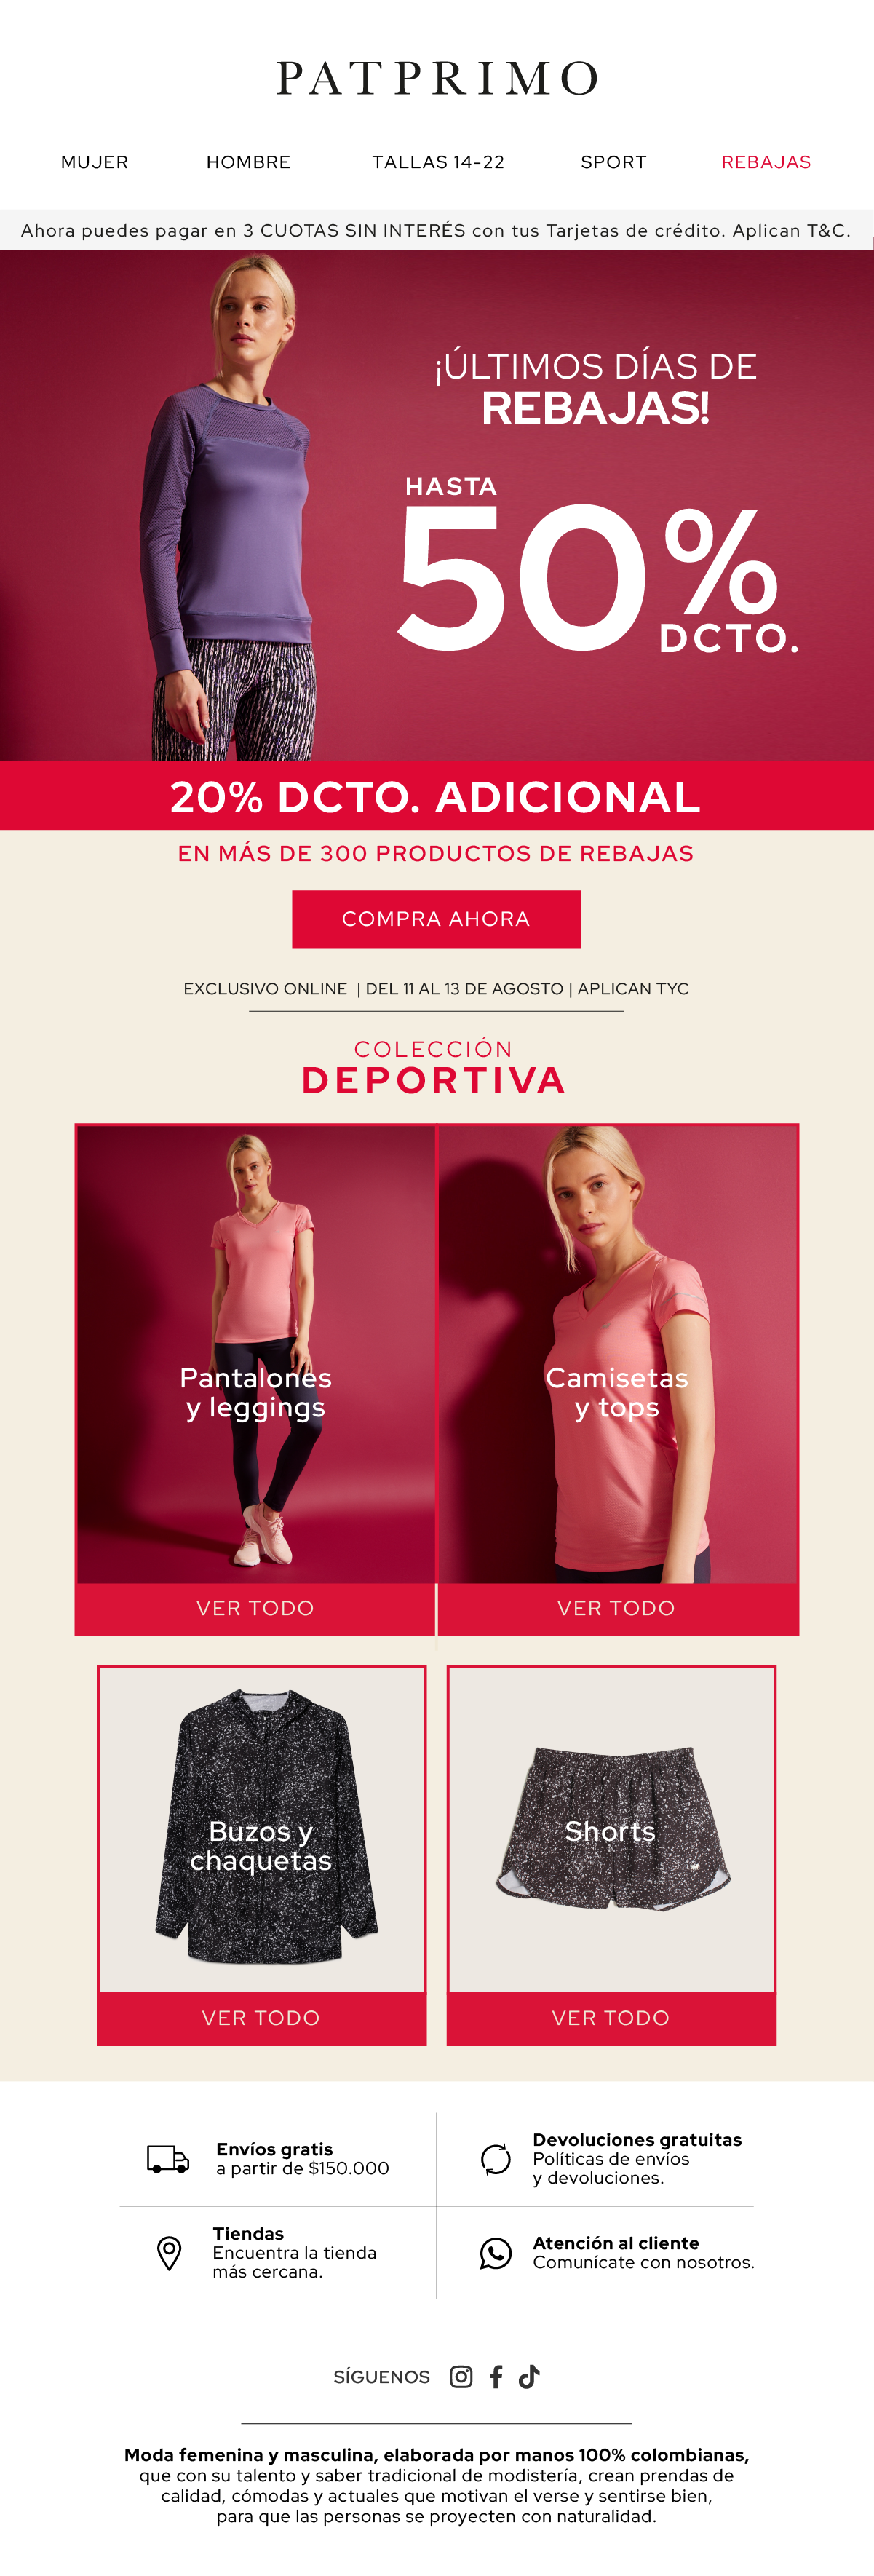 PATPRIMO
MUJER HOMBRE TALLAS 14-22 SPORT REBAJAS
Ahora puedes pagar en 3 CUOTAS SIN INTERÉS con tus Tarjetas de crédito. Aplican T&C.
¡ÚLTIMOS DÍAS DE
REBAJAS!
HASTA
50%
DCTO.
20% DCTO. ADICIONAL
EN MÁS DE 300 PRODUCTOS DE REBAJAS
COMPRA AHORA
EXCLUSIVO ONLINE | DEL 11 AL 13 DE AGOSTO | APLICAN TYC
COLECCIÓN
DEPORTIVA
Pantalones
y leggings
VER TODO
Camisetas
y tops
VER TODO
Buzos y
chaquetas
VER TODO
Shorts
VER TODO
Envíos gratis
a partir de $150.000
Devoluciones gratuitas
Políticas de envíos
y devoluciones.
Tiendas
Encuentra la tienda
más cercana.
Atención al cliente
Comunícate con nosotros.
SÍGUENOS
Moda femenina y masculina, elaborada por manos 100% colombianas,
que con su talento y saber tradicional de modistería, crean prendas de
calidad, cómodas y actuales que motivan el verse y sentirse bien,
para que las personas se proyecten con naturalidad.